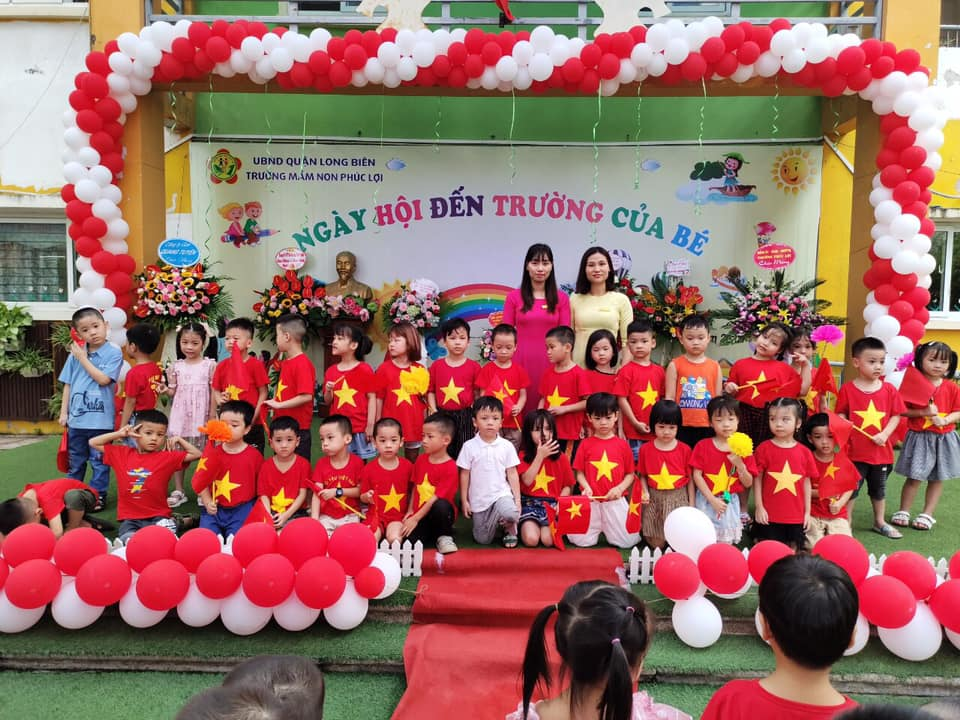 UBND QUẬN LONG BIÊN
TRƯỜNG MẦM NON PHÚC LỢI
NGÀY HỘI ĐẾN TRƯỜNG CỦA BÉ